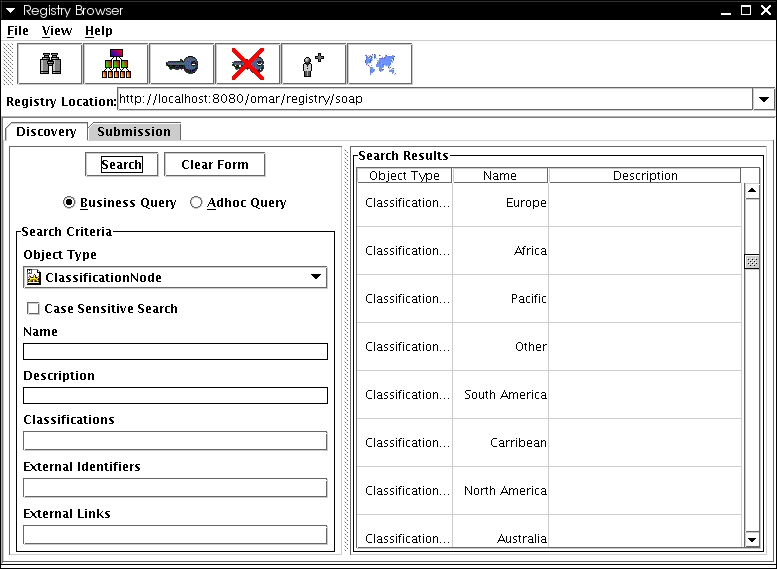 Registry Browser
File View Help
Registry Location: http://localhost:8080/omar/registry/soap
Discovery Submission
Search Clear Form
Business Query Adhoc Query
Search Criteria
Object Type
ClassificationNode
Case Sensitive Search
Name
Description
Classifications
External Identifiers
External Links
Search Results
Object Type Name Description
Classification... Europe
Classification... Africa
Classification... Pacific
Classification... Other
Classification... South America
Classification... Carribean
Classification... North America
Classification... Australia